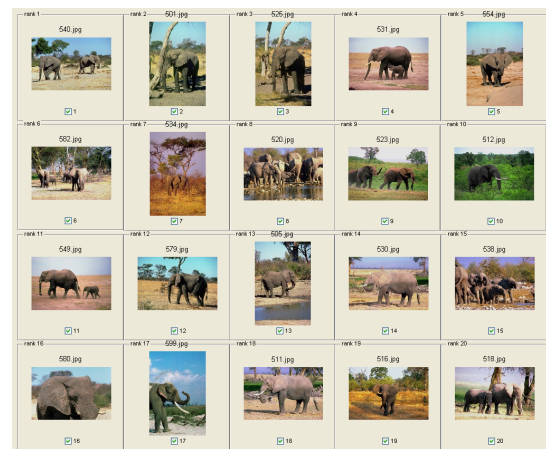 rank 1
540.jpg
1
rank 2
501.jpg
2
rank 3
525.jpg
3
rank 4
531.jpg
4
rank 5
554.jpg
5
rank 6
582.jpg
6
rank 7
534.jpg
7
rank 8
520.jpg
8
rank 9
523.jpg
9
rank 10
512.jpg
10
rank 11
549.jpg
11
rank 12
579.jpg
12
rank 13
505.jpg
13
rank 14
530.jpg
14
rank 15
538.jpg
15
rank 16
580.jpg
16
rank 17
599.jpg
17
rank 18
511.jpg
18
rank 19
516.jpg
19
rank 20
518.jpg
20